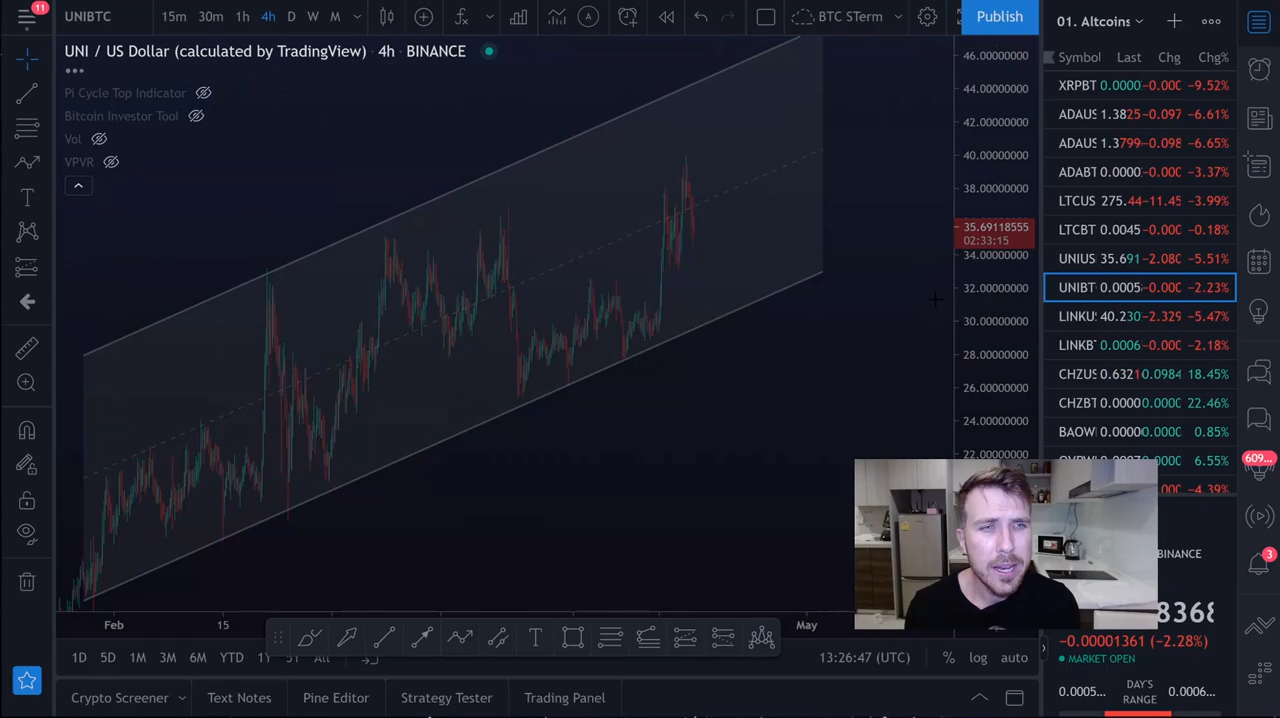 11
UNIBTC 15m 30m 1h 4h D W M BTC STerm Publish
01. Altcoins
UNI / US Dollar (calculated by TradingView) • 4h • BINANCE
Pi Cycle Top Indicator
Bitcoin Investor Tool
Vol
VPVR
46.00000000
44.00000000
42.00000000
40.00000000
38.00000000
35.69118555
02:33:15
34.00000000
32.00000000
30.00000000
28.00000000
26.00000000
24.00000000
22.00000000
Symbol Last Chg Chg%
XRPBT 0.0000 −0.000 −9.52%
ADAUS 1.3825 −0.097 −6.61%
ADAUS 1.3799 −0.098 −6.65%
ADABT 0.0000 −0.000 −3.37%
LTCUS 275.44 −11.45 −3.99%
LTCBT 0.0045 −0.000 −0.18%
UNIUS 35.691 −2.080 −5.51%
UNIBT 0.0005 −0.000 −2.23%
LINKUS 40.230 −2.329 −5.47%
LINKBT 0.0006 −0.000 −2.18%
CHZUS 0.6321 0.0984 18.45%
CHZBT 0.0000 0.0000 22.46%
BAOW 0.0000 0.000 0.85%
6.55%
−4.39%
609...
BINANCE
8368
−0.00001361 (−2.28%)
MARKET OPEN
3
0.0005... DAY'S RANGE 0.0006...
Feb 15 May
1D 5D 1M 3M 6M YTD 1Y 5Y All
13:26:47 (UTC) % log auto
Crypto Screener Text Notes Pine Editor Strategy Tester Trading Panel